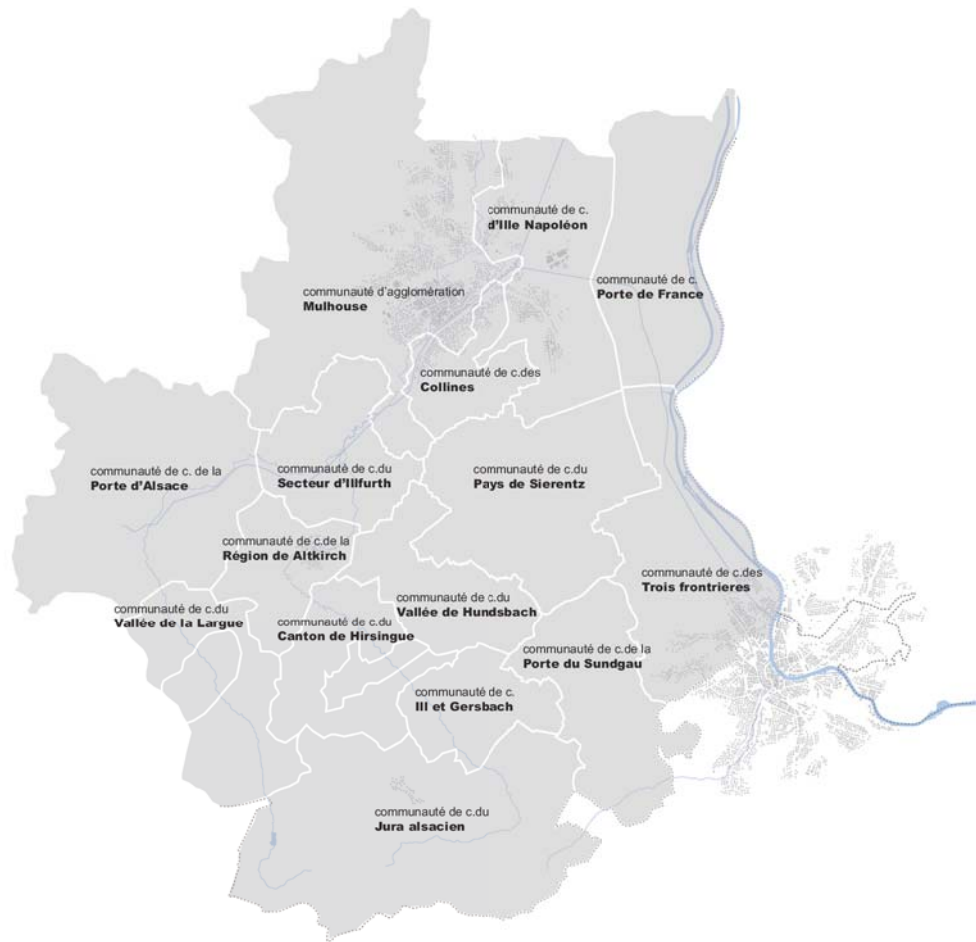 communauté de c.
d'Ille Napoléon
communauté de c.
Porte de France
communauté d'agglomération
Mulhouse
communauté de c.des
Collines
communauté de c. de la
Porte d'Alsace
communauté de c.du
Secteur d'Illfurth
communauté de c.du
Pays de Sierentz
communauté de c.de la
Région de Altkirch
communauté de c.des
Trois frontrieres
communauté de c.du
Vallée de la Largue
communauté de c.du
Canton de Hirsingue
communauté de c.du
Vallée de Hundsbach
communauté de c.de la
Porte du Sundgau
communauté de c.
Ill et Gersbach
communauté de c.du
Jura alsacien